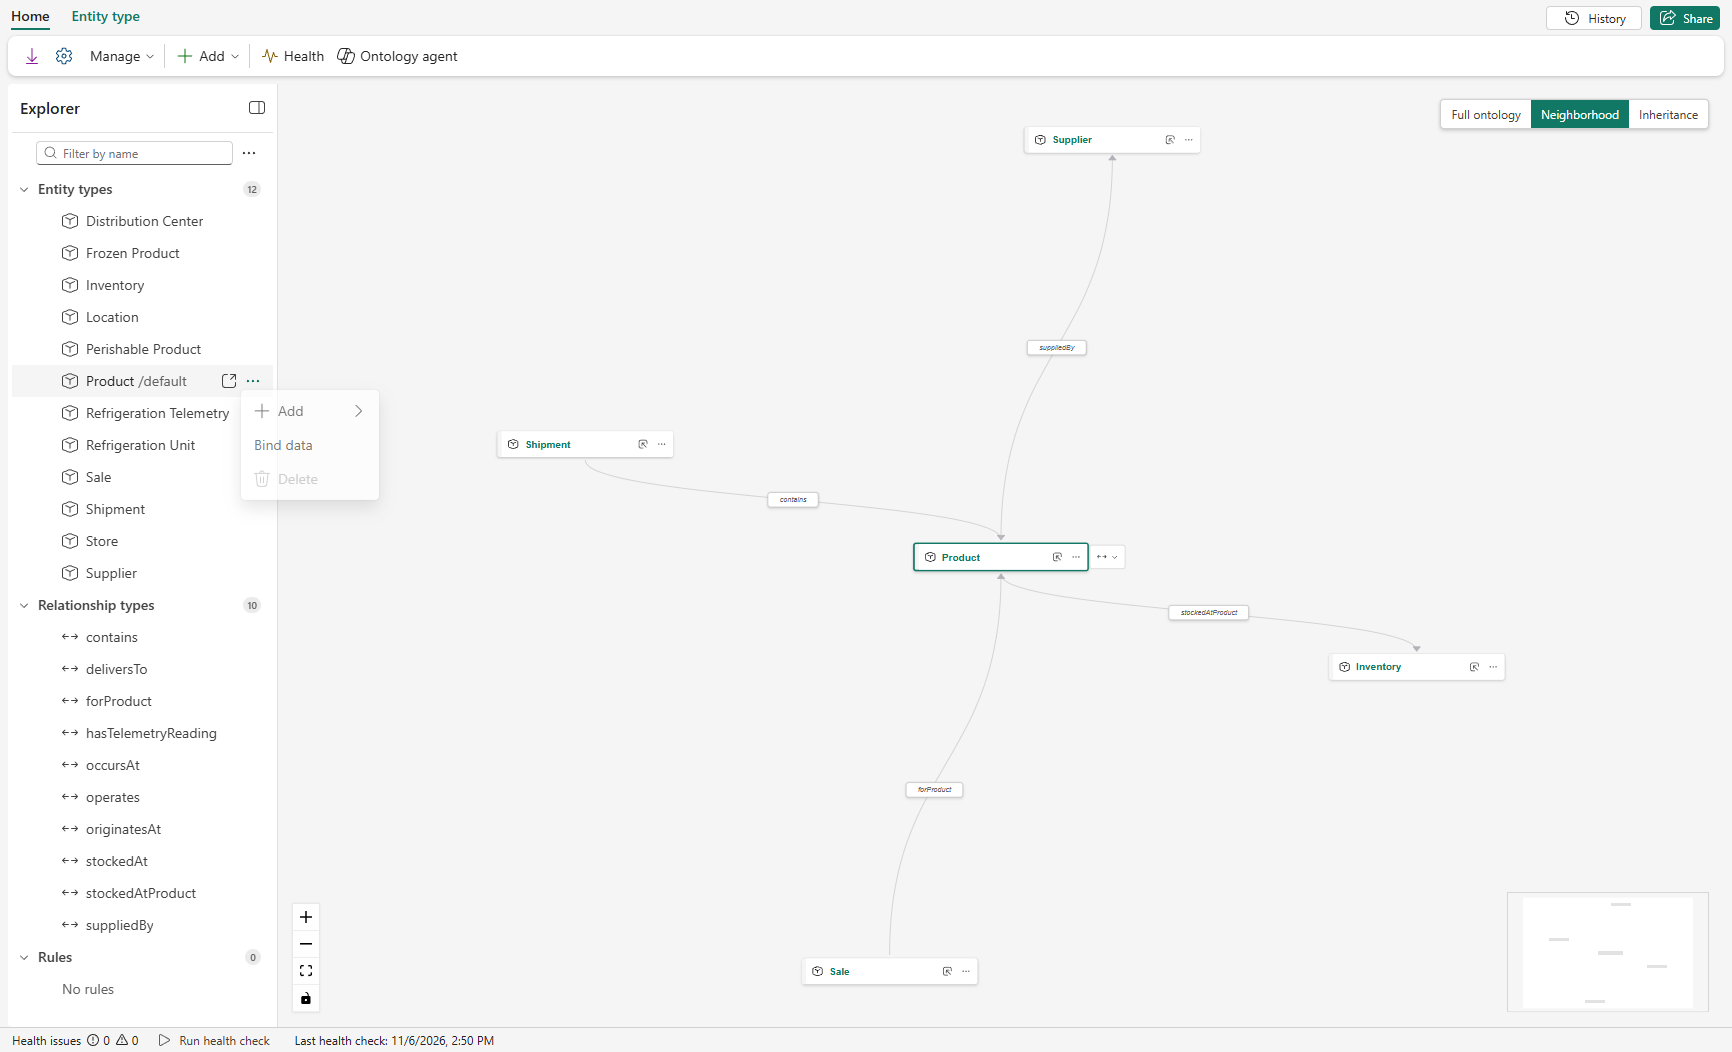 Home Entity type
History Share
Manage Add Health Ontology agent
Explorer
Filter by name
Entity types 12
Distribution Center
Frozen Product
Inventory
Location
Perishable Product
Product /default
Refrigeration Telemetry
Refrigeration Unit
Sale
Shipment
Store
Supplier
Relationship types 10
contains
deliversTo
forProduct
hasTelemetryReading
occursAt
operates
originatesAt
stockedAt
stockedAtProduct
suppliedBy
Rules 0
No rules
Add
Bind data
Delete
Full ontology Neighborhood Inheritance
Supplier
suppliedBy
Shipment
contains
Product
stockedAtProduct
Inventory
forProduct
Sale
Health issues 0 0 Run health check Last health check: 11/6/2026, 2:50 PM